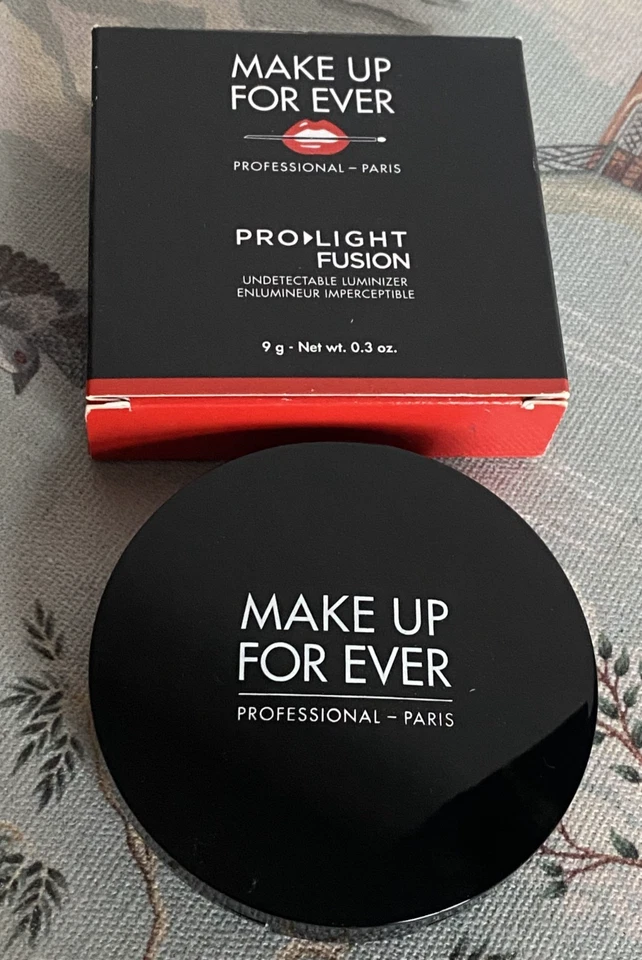 MAKE UP
FOR EVER
PROFESSIONAL – PARIS
PRO▸LIGHT
FUSION
UNDETECTABLE LUMINIZER
ENLUMINEUR IMPERCEPTIBLE
9 g - Net wt. 0.3 oz.
MAKE UP
FOR EVER
PROFESSIONAL – PARIS